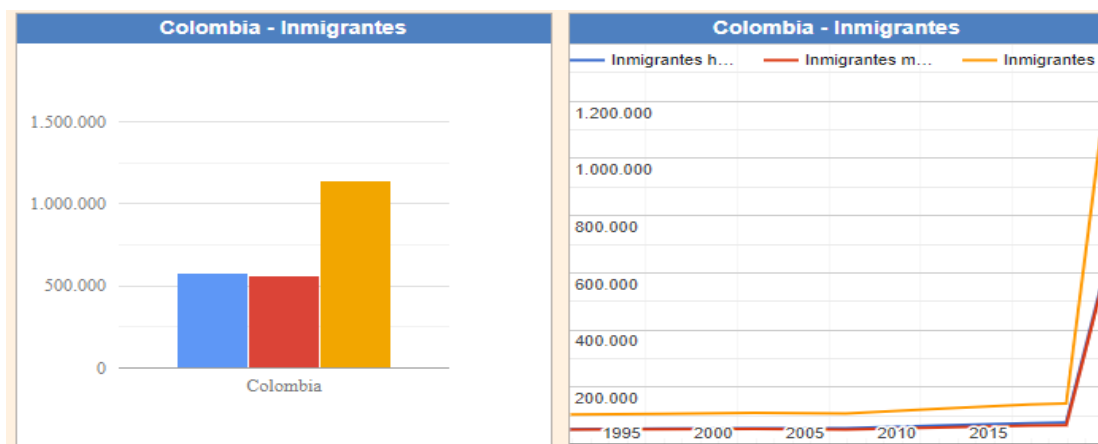 Colombia - Inmigrantes
1.500.000
1.000.000
500.000
0
Colombia
Colombia - Inmigrantes
Inmigrantes h... Inmigrantes m... Inmigrantes
1.200.000
1.000.000
800.000
600.000
400.000
200.000
1995 2000 2005 2010 2015